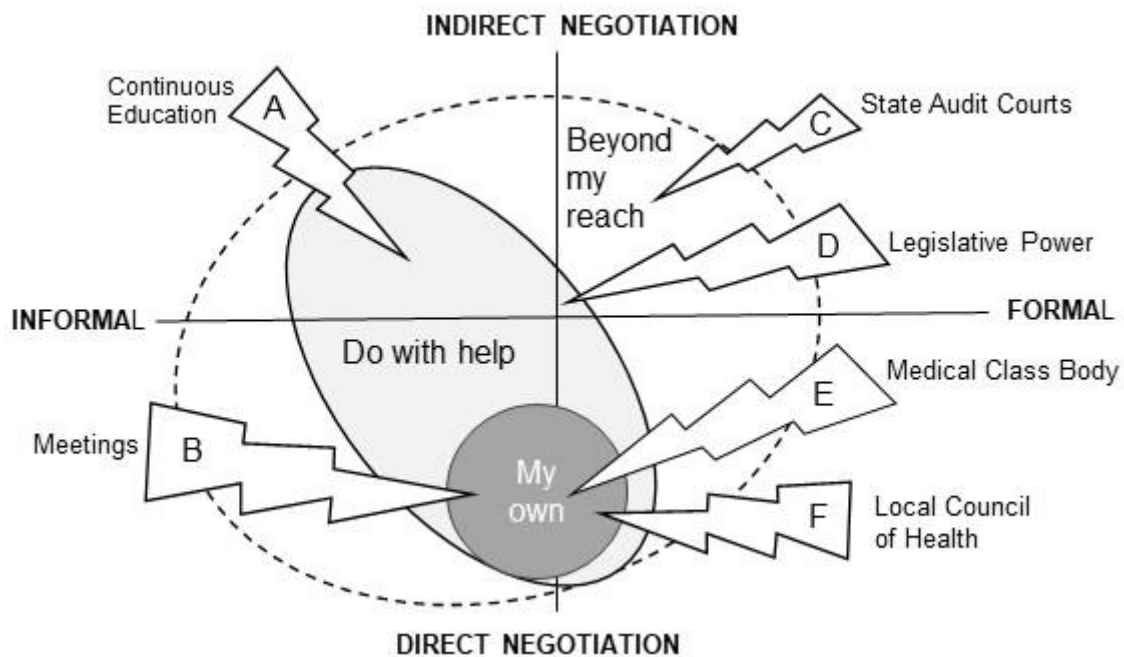 INDIRECT NEGOTIATION
Continuous
Education
A
C
State Audit Courts
Beyond
my
reach
D
Legislative Power
INFORMAL
FORMAL
Do with help
Medical Class Body
E
Meetings
B
My
own
F
Local Council
of Health
DIRECT NEGOTIATION